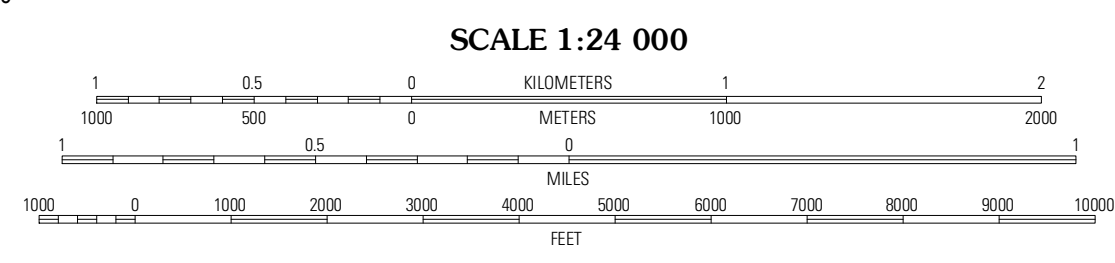 SCALE 1:24 000
1 0.5 0 KILOMETERS 1 2
1000 500 0 METERS 1000 2000
1 0.5 0 1
MILES
1000 0 1000 2000 3000 4000 5000 6000 7000 8000 9000 10000
FEET